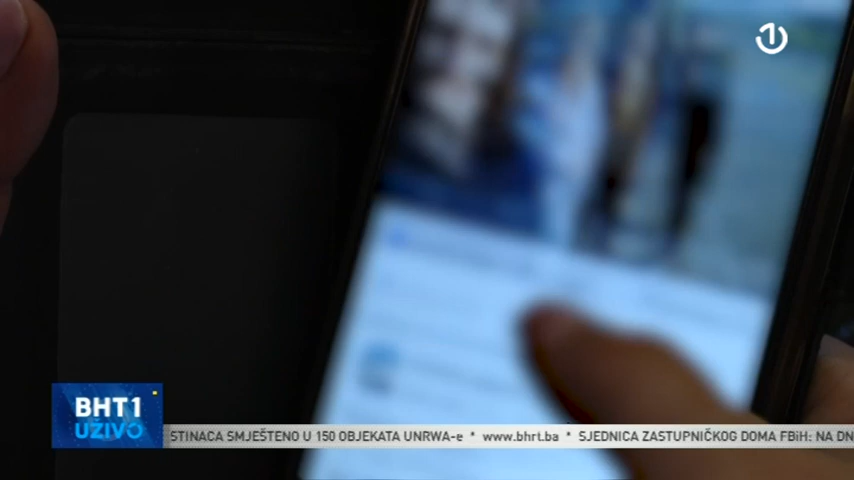 BHT1
UŽIVO
STINACA SMJEŠTENO U 150 OBJEKATA UNRWA-e * www.bhrt.ba * SJEDNICA ZASTUPNIČKOG DOMA FBiH: NA DN